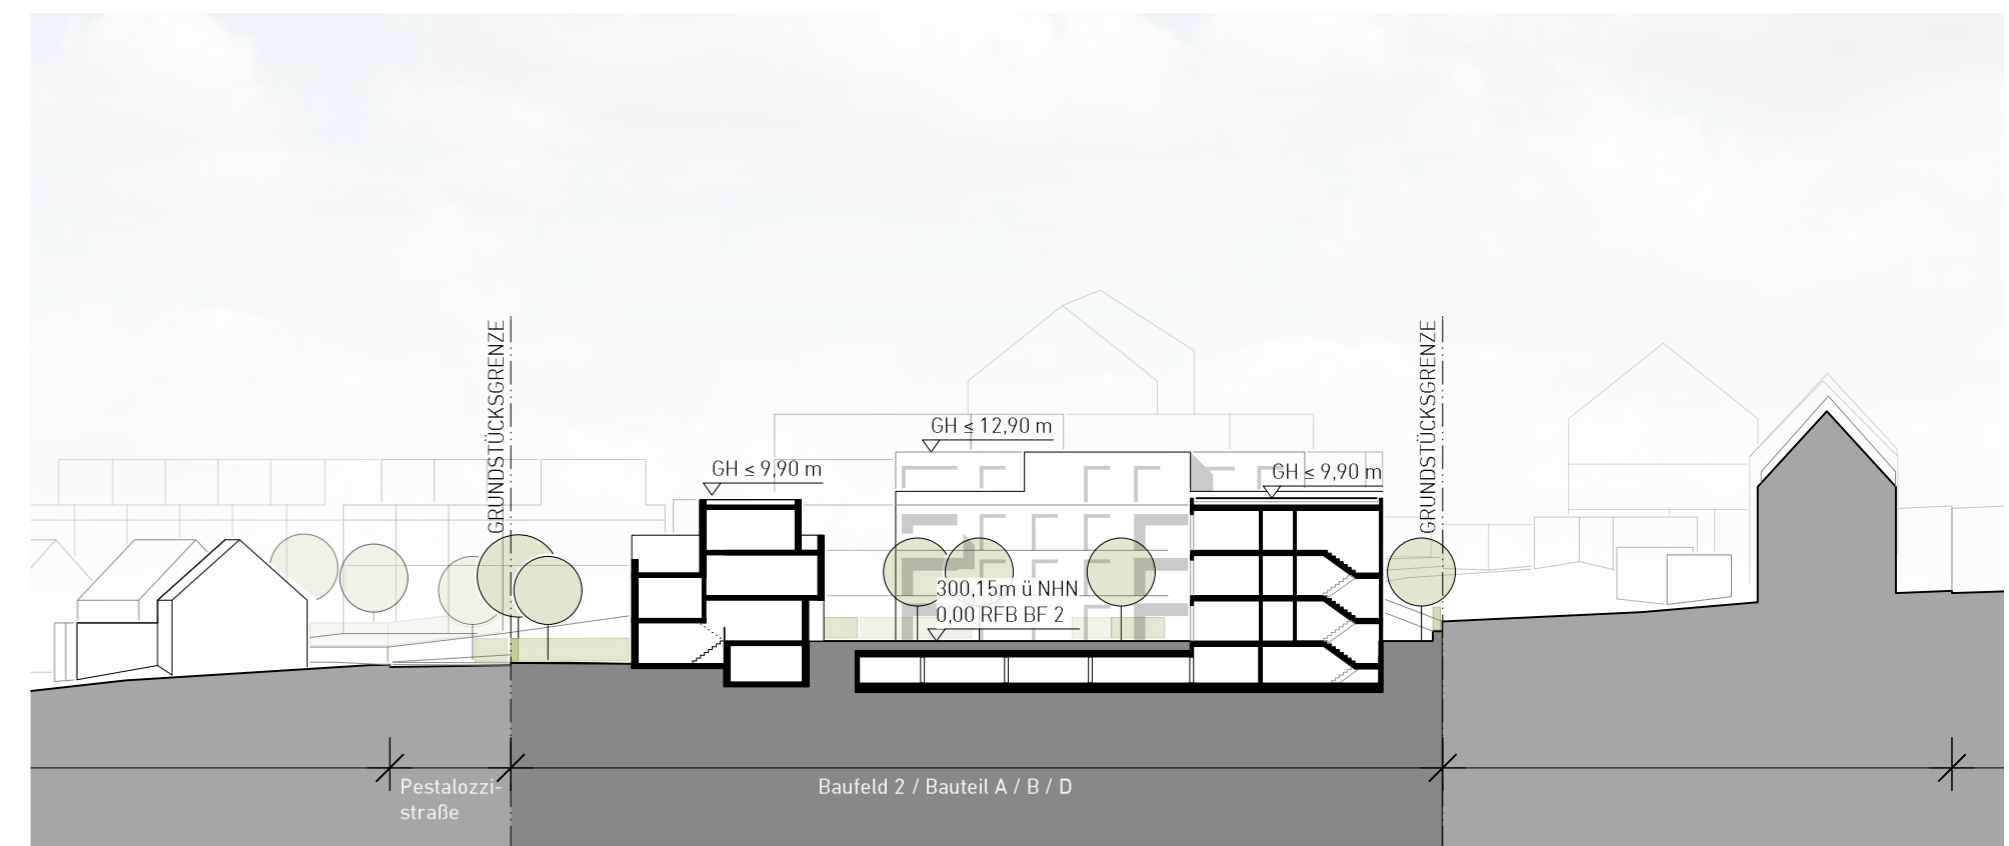 GRUNDSTÜCKSGRENZE
GRUNDSTÜCKSGRENZE
GH ≤ 12,90 m
GH ≤ 9,90 m
GH ≤ 9,90 m
300,15m ü NHN
0,00 RFB BF 2
Pestalozzi-
straße
Baufeld 2 / Bauteil A / B / D